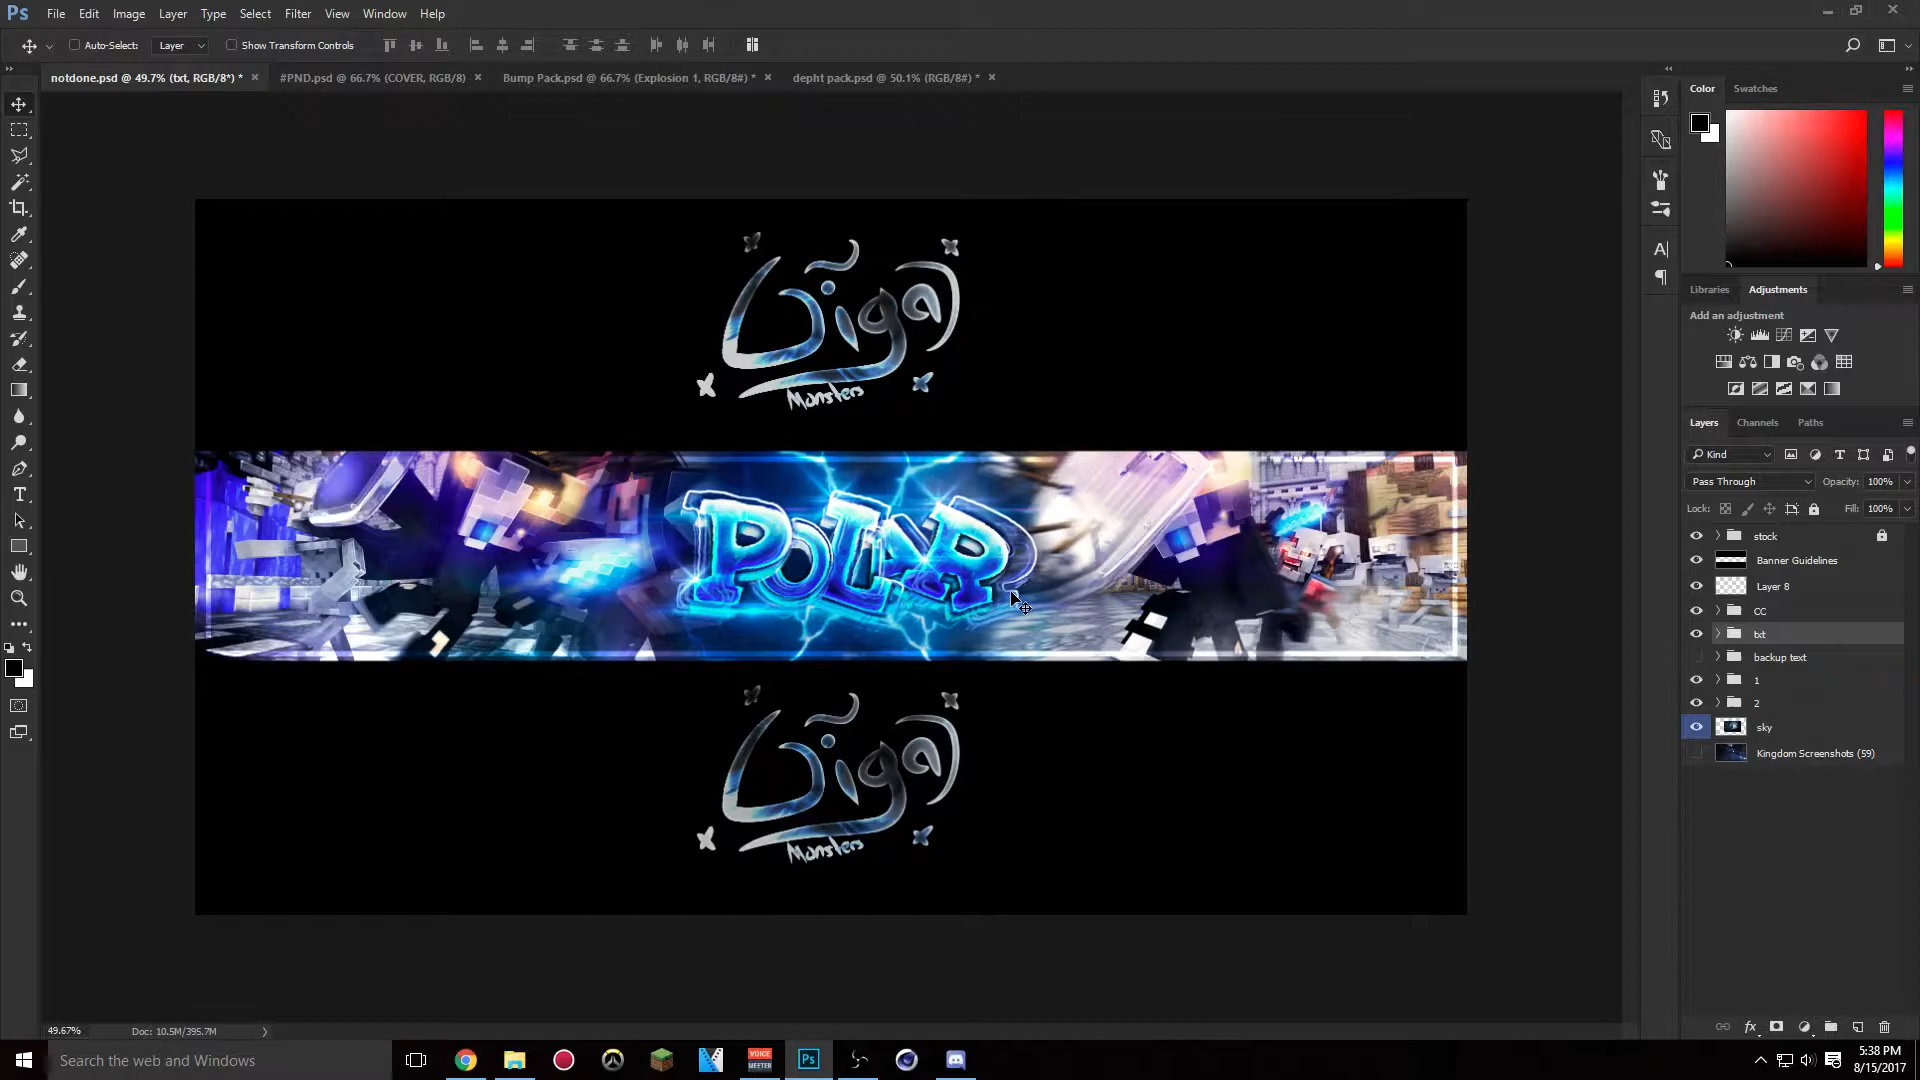 Ps File Edit Image Layer Type Select Filter View Window Help
Auto-Select: Layer Show Transform Controls
notdone.psd @ 49.7% (txt, RGB/8*) * #PND.psd @ 66.7% (COVER, RGB/8) Bump Pack.psd @ 66.7% (Explosion 1, RGB/8#) * depht pack.psd @ 50.1% (RGB/8#) *
Color Swatches
Libraries Adjustments
Add an adjustment
Monsters
Layers Channels Paths
Kind
Pass Through Opacity: 100%
Lock: Fill: 100%
POLAR
stock
Banner Guidelines
Layer 8
CC
txt
backup text
1
2
sky
Kingdom Screenshots (59)
Monsters
49.67% Doc: 10.5M/395.7M
Search the web and Windows
VOICE
MEETER
Ps
5:38 PM
8/15/2017